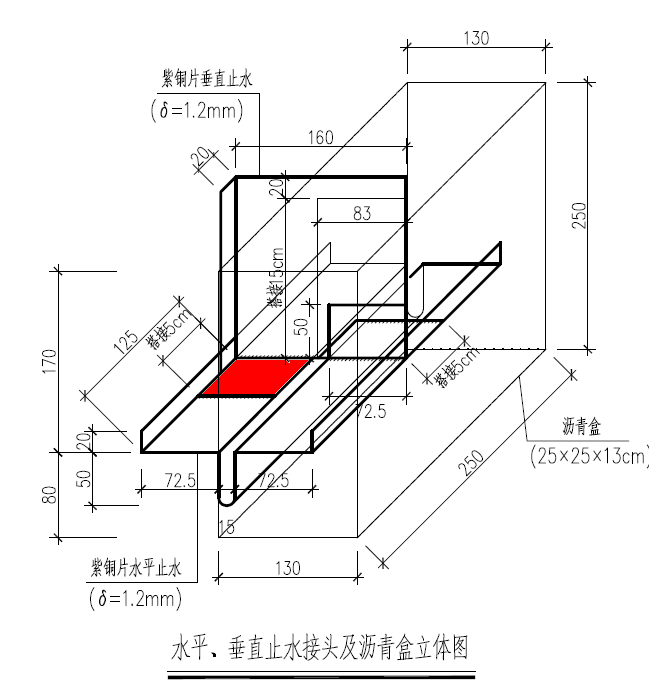 130
紫铜片垂直止水
(δ=1.2mm)
160
20
20
83
250
搭接15cm
125
搭接5cm
50
170
搭接5cm
72.5
沥青盒
(25×25×13cm)
20
250
72.5
72.5
50
80
15
紫铜片水平止水
(δ=1.2mm)
130
水平、垂直止水接头及沥青盒立体图